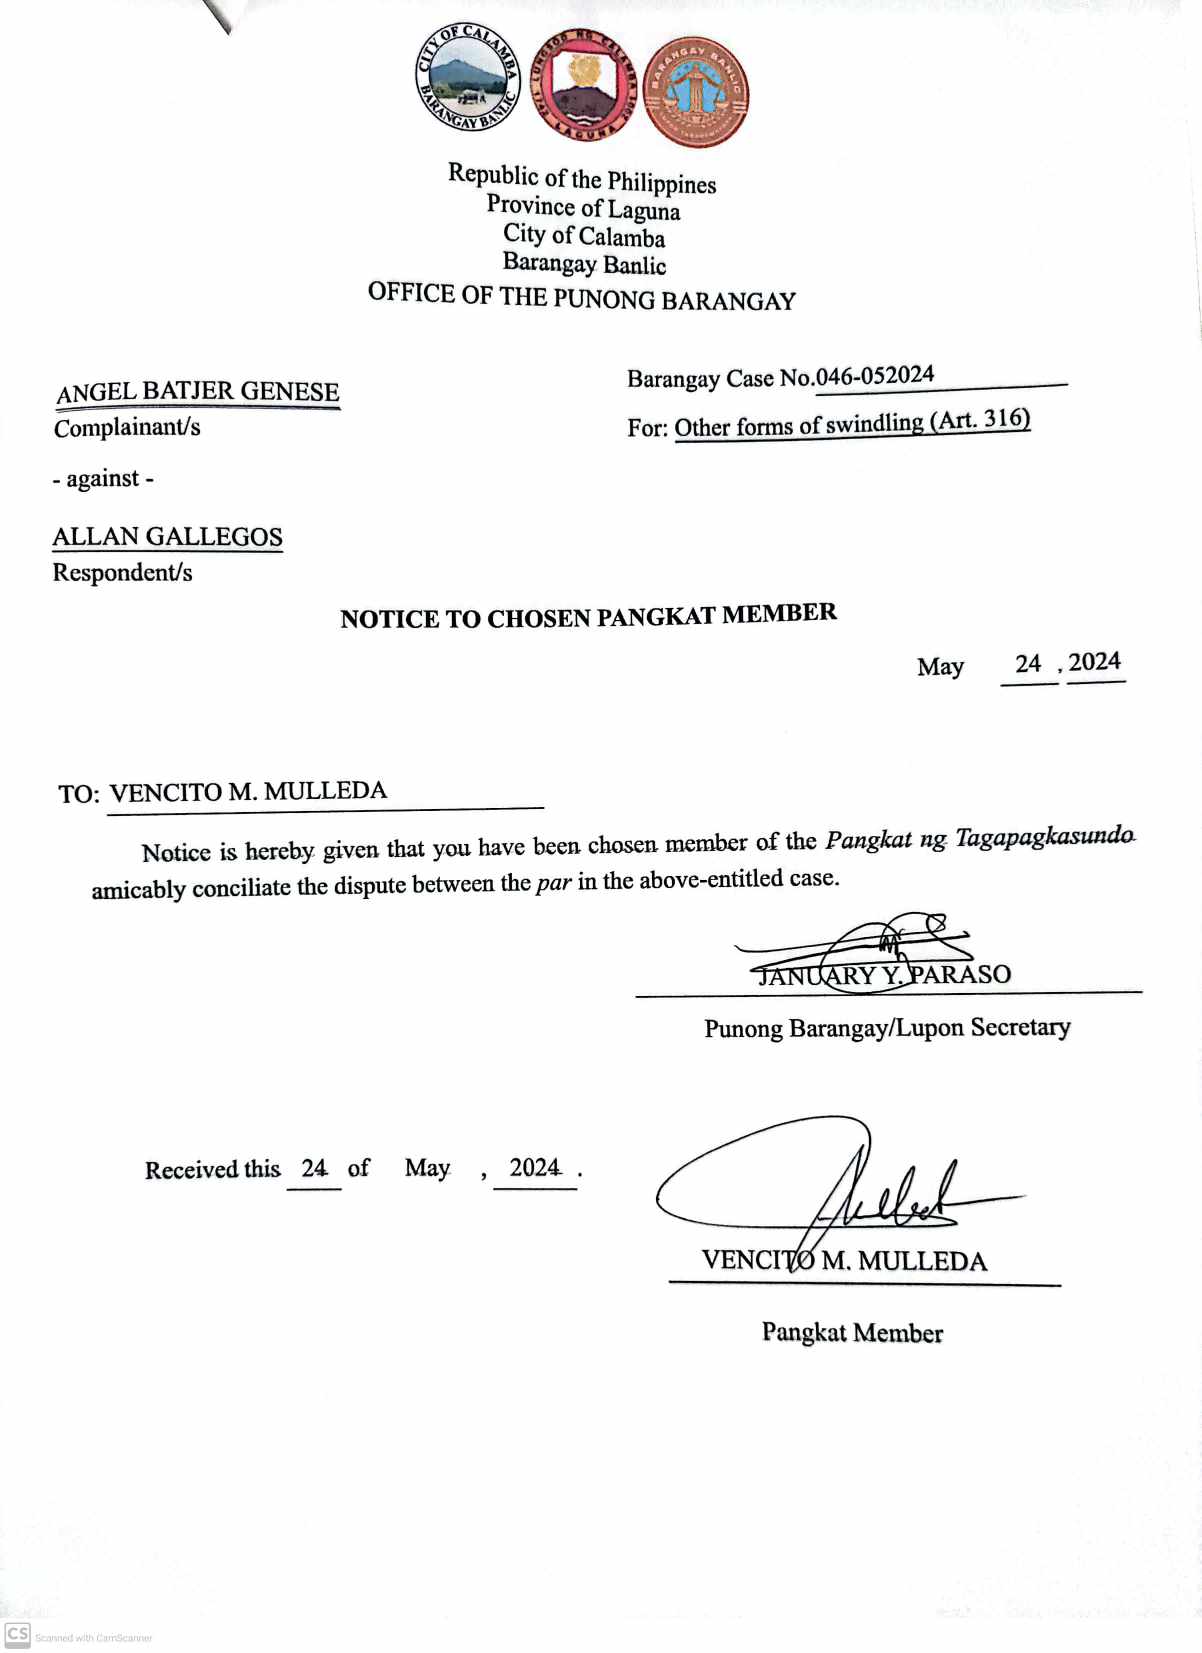 CITY OF CALAMBA
BARANGAY BANLIC
LUNGSOD NG CALAMBA
LAGUNA
BARANGAY BANLIC
Republic of the Philippines
Province of Laguna
City of Calamba
Barangay Banlic
OFFICE OF THE PUNONG BARANGAY
ANGEL BATJER GENESE
Complainant/s
Barangay Case No.046-052024
For: Other forms of swindling (Art. 316)
- against -
ALLAN GALLEGOS
Respondent/s
NOTICE TO CHOSEN PANGKAT MEMBER
May 24 , 2024
TO: VENCITO M. MULLEDA
Notice is hereby given that you have been chosen member of the Pangkat ng Tagapagkasundo
amicably conciliate the dispute between the par in the above-entitled case.
JANUARY Y. PARASO
Punong Barangay/Lupon Secretary
Received this 24 of May , 2024 .
VENCITO M. MULLEDA
Pangkat Member
CS Scanned with CamScanner